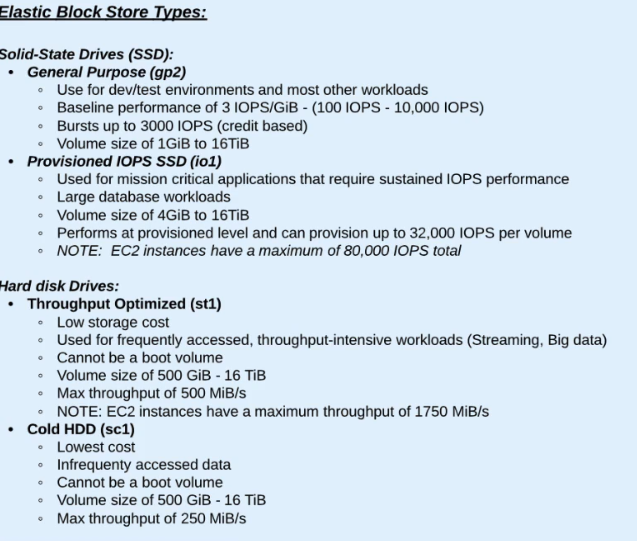 Elastic Block Store Types:
Solid-State Drives (SSD):
• General Purpose (gp2)
◦ Use for dev/test environments and most other workloads
◦ Baseline performance of 3 IOPS/GiB - (100 IOPS - 10,000 IOPS)
◦ Bursts up to 3000 IOPS (credit based)
◦ Volume size of 1GiB to 16TiB
• Provisioned IOPS SSD (io1)
◦ Used for mission critical applications that require sustained IOPS performance
◦ Large database workloads
◦ Volume size of 4GiB to 16TiB
◦ Performs at provisioned level and can provision up to 32,000 IOPS per volume
◦ NOTE: EC2 instances have a maximum of 80,000 IOPS total
Hard disk Drives:
• Throughput Optimized (st1)
◦ Low storage cost
◦ Used for frequently accessed, throughput-intensive workloads (Streaming, Big data)
◦ Cannot be a boot volume
◦ Volume size of 500 GiB - 16 TiB
◦ Max throughput of 500 MiB/s
◦ NOTE: EC2 instances have a maximum throughput of 1750 MiB/s
• Cold HDD (sc1)
◦ Lowest cost
◦ Infrequenty accessed data
◦ Cannot be a boot volume
◦ Volume size of 500 GiB - 16 TiB
◦ Max throughput of 250 MiB/s